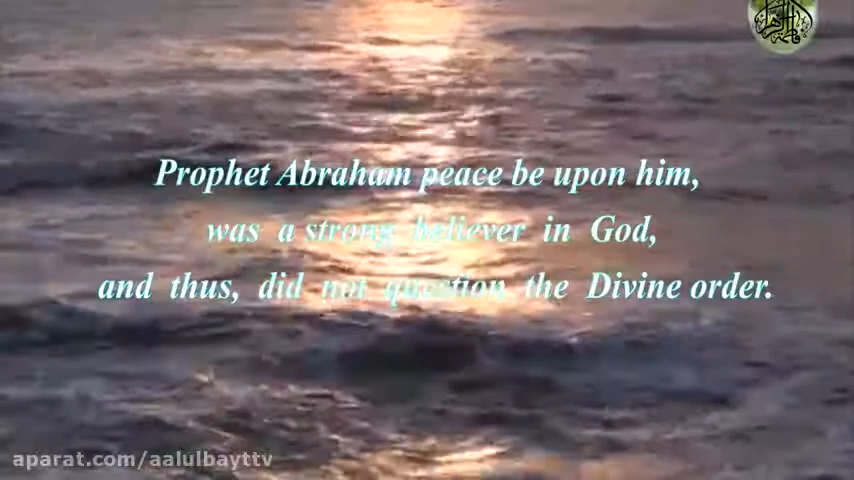 Prophet Abraham peace be upon him,
was a strong believer in God,
and thus, did not question the Divine order.
aparat.com/aalulbayttv